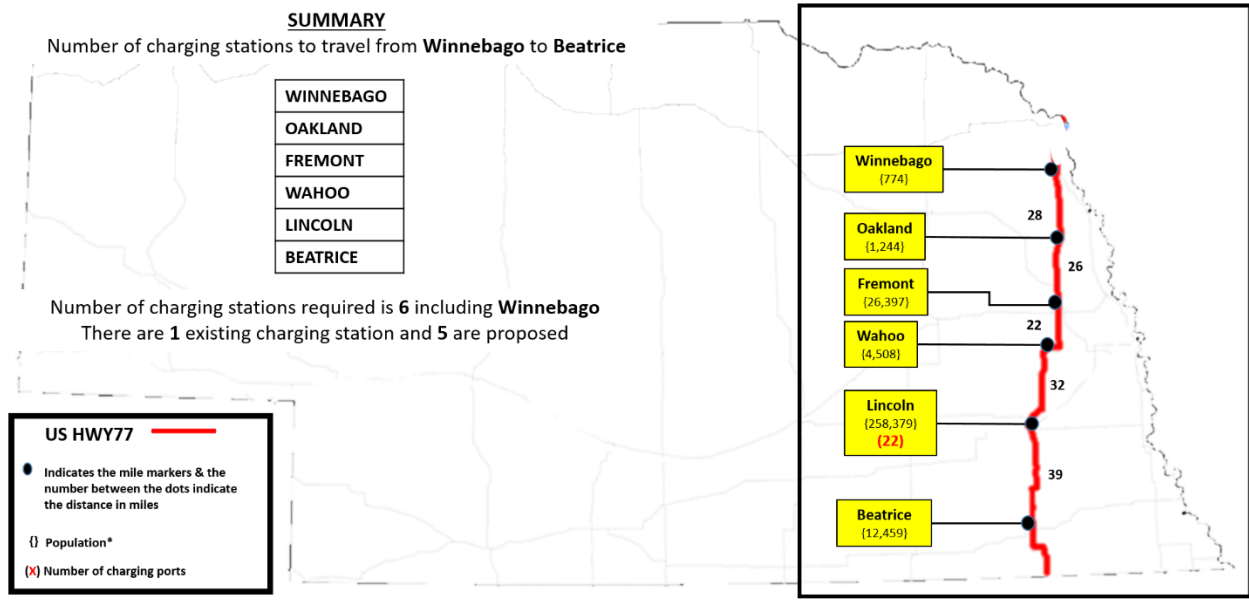 SUMMARY
Number of charging stations to travel from Winnebago to Beatrice
WINNEBAGO
OAKLAND
FREMONT
WAHOO
LINCOLN
BEATRICE
Number of charging stations required is 6 including Winnebago
There are 1 existing charging station and 5 are proposed
US HWY77
Indicates the mile markers & the
number between the dots indicate
the distance in miles
{} Population*
(X) Number of charging ports
Winnebago
{774}
28
Oakland
{1,244}
26
Fremont
{26,397}
22
Wahoo
{4,508}
32
Lincoln
{258,379}
(22)
39
Beatrice
{12,459}